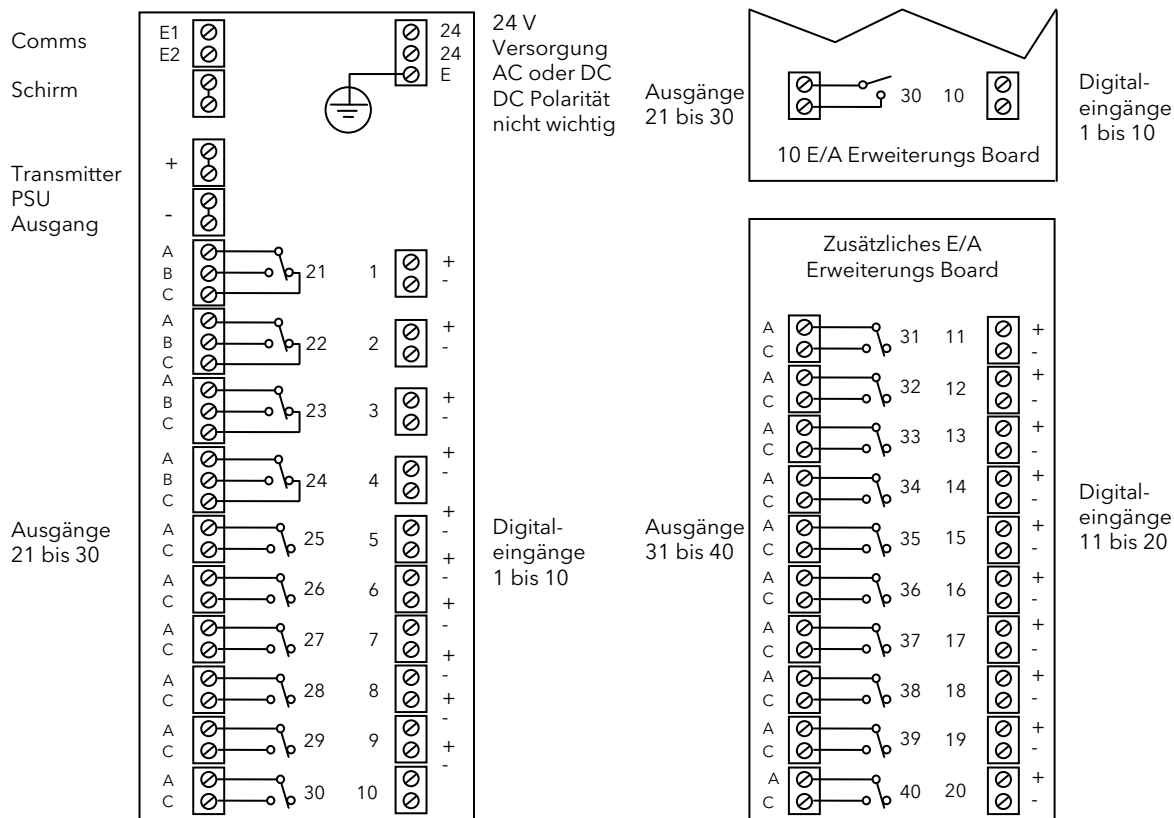 Comms
E1
E2
Schirm
24
24
E
24 V
Versorgung
AC oder DC
DC Polarität
nicht wichtig
Transmitter
PSU
Ausgang
+
-
A
B
C
21
1
+
-
A
B
C
22
2
+
-
A
B
C
23
3
+
-
A
B
C
24
4
+
-
A
C
25
5
+
-
A
C
26
6
+
-
A
C
27
7
+
-
A
C
28
8
+
-
A
C
29
9
+
-
A
C
30
10
+
-
Ausgänge
21 bis 30
Digital-
eingänge
1 bis 10
Ausgänge
21 bis 30
30 10
10 E/A Erweiterungs Board
Digital-
eingänge
1 bis 10
Zusätzliches E/A
Erweiterungs Board
A
C
31
11
+
-
A
C
32
12
+
-
A
C
33
13
+
-
A
C
34
14
+
-
A
C
35
15
+
-
A
C
36
16
+
-
A
C
37
17
+
-
A
C
38
18
+
-
A
C
39
19
+
-
A
C
40
20
+
-
Ausgänge
31 bis 40
Digital-
eingänge
11 bis 20